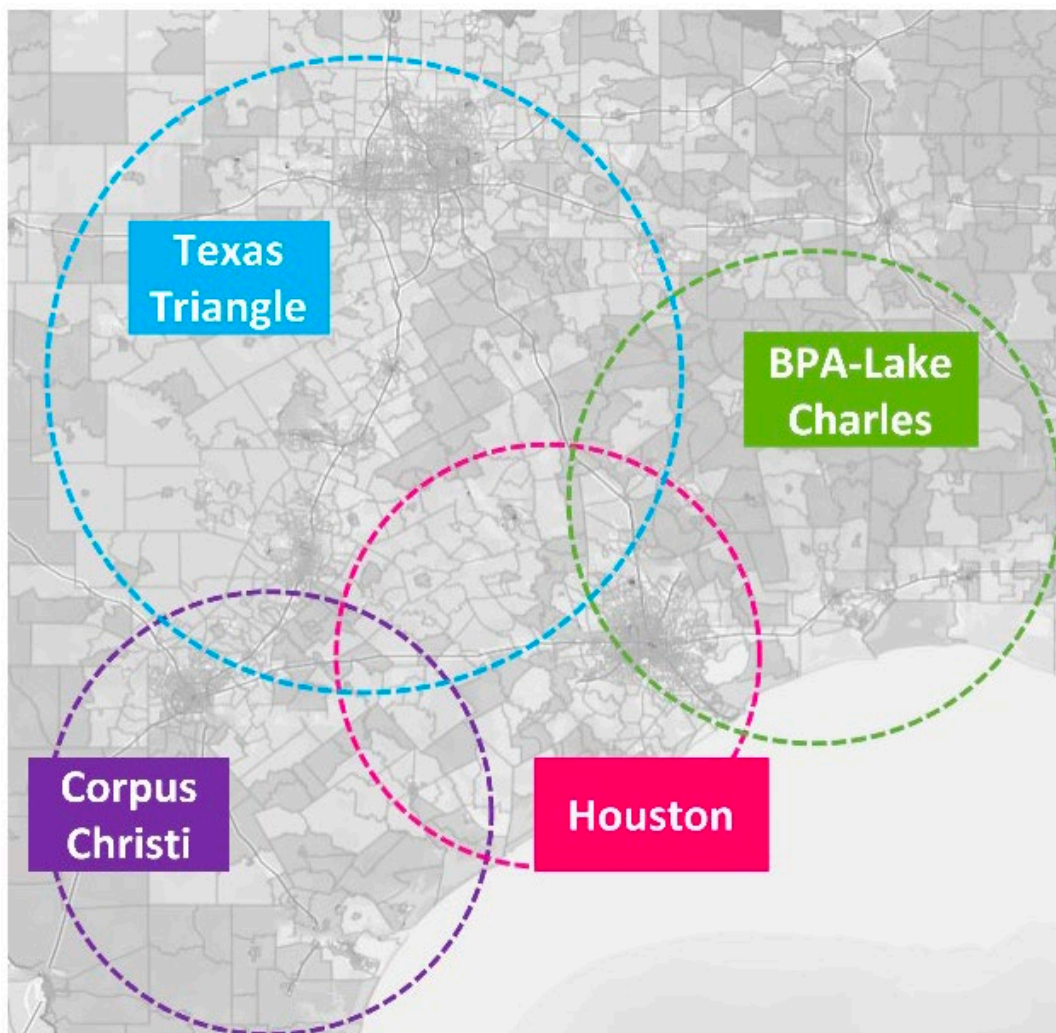 Texas
Triangle
BPA-Lake
Charles
Corpus
Christi
Houston